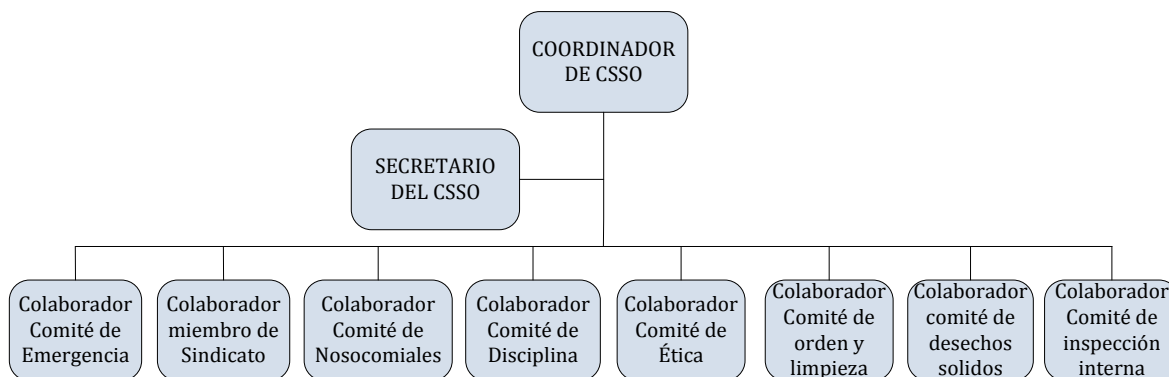 COORDINADOR
DE CSSO
SECRETARIO
DEL CSSO
Colaborador
Comité de
Emergencia
Colaborador
miembro de
Sindicato
Colaborador
Comité de
Nosocomiales
Colaborador
Comité de
Disciplina
Colaborador
Comité de
Ética
Colaborador
Comité de
orden y
limpieza
Colaborador
comité de
desechos
solidos
Colaborador
Comité de
inspección
interna